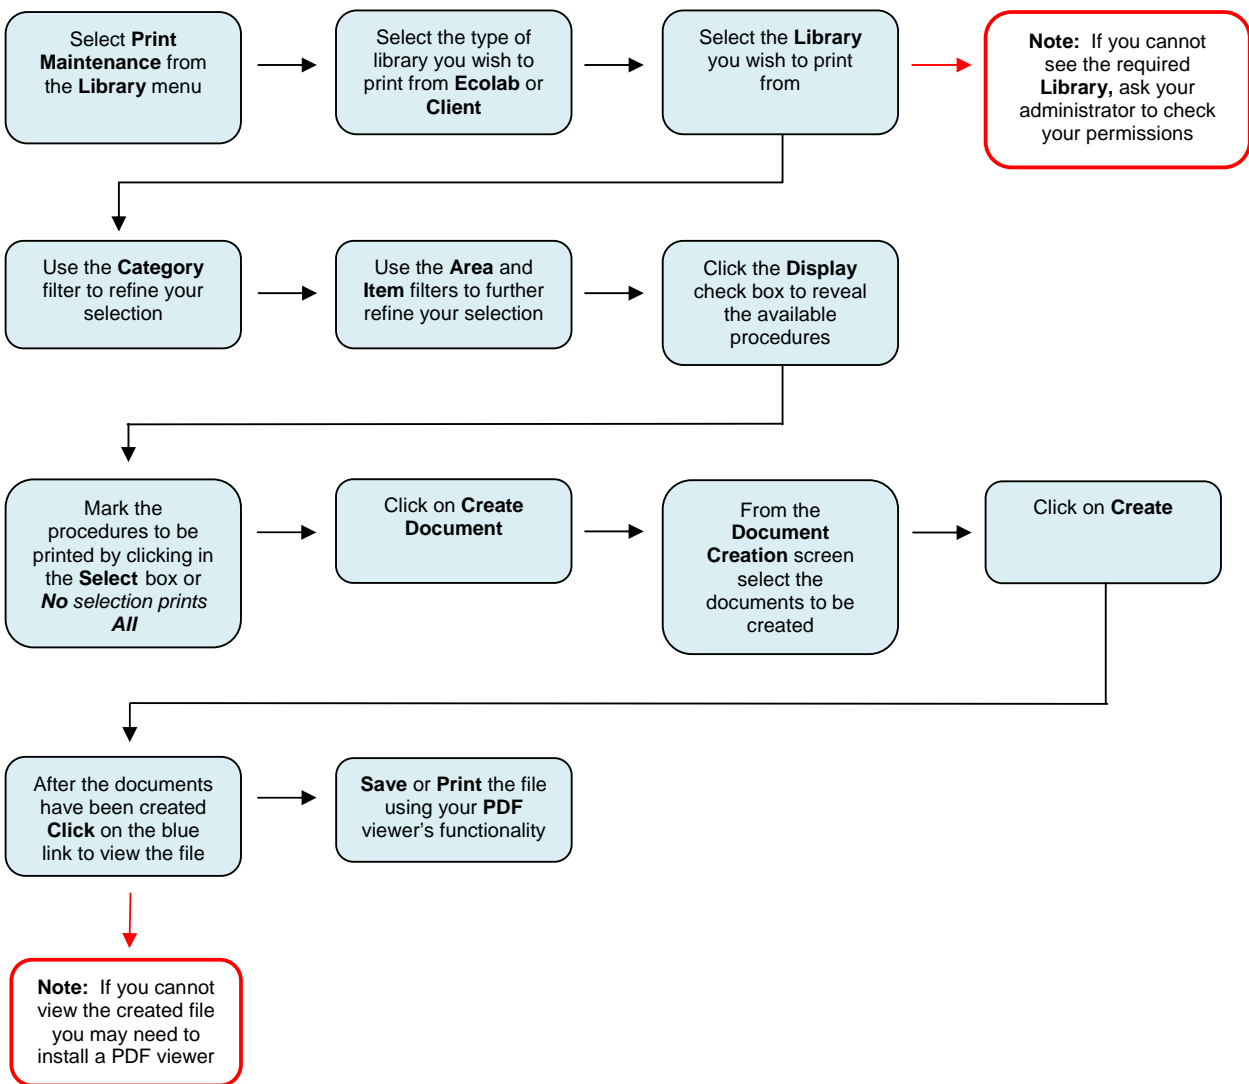 Select Print
Maintenance from
the Library menu
Select the type of
library you wish to
print from Ecolab or
Client
Select the Library
you wish to print
from
Note:  If you cannot
see the required
Library, ask your
administrator to check
your permissions
Use the Category
filter to refine your
selection
Use the Area and
Item filters to further
refine your selection
Click the Display
check box to reveal
the available
procedures
Mark the
procedures to be
printed by clicking in
the Select box or
No selection prints
All
Click on Create
Document
From the
Document
Creation screen
select the
documents to be
created
Click on Create
After the documents
have been created
Click on the blue
link to view the file
Save or Print the file
using your PDF
viewer’s functionality
Note:  If you cannot
view the created file
you may need to
install a PDF viewer